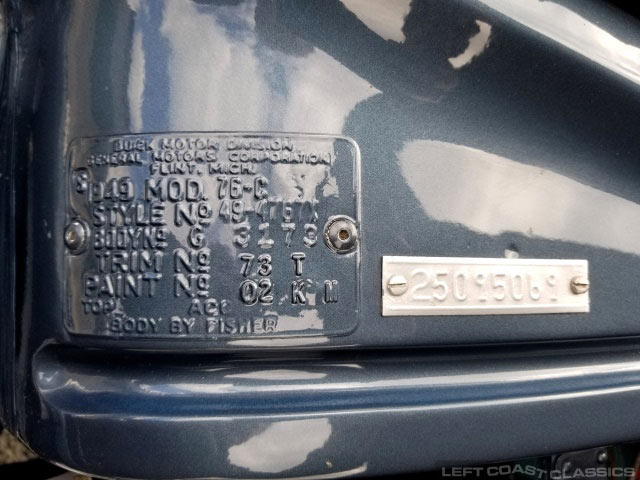 BUICK MOTOR DIVISION
GENERAL MOTORS CORPORATION
FLINT, MICH.
1949 MOD. 76-C
STYLE Nº 49-4767X
BODY Nº G 3173
TRIM Nº 73 T
PAINT Nº 02 K M
TOP ACC
BODY BY FISHER
25015061
LEFT COAST CLASSICS